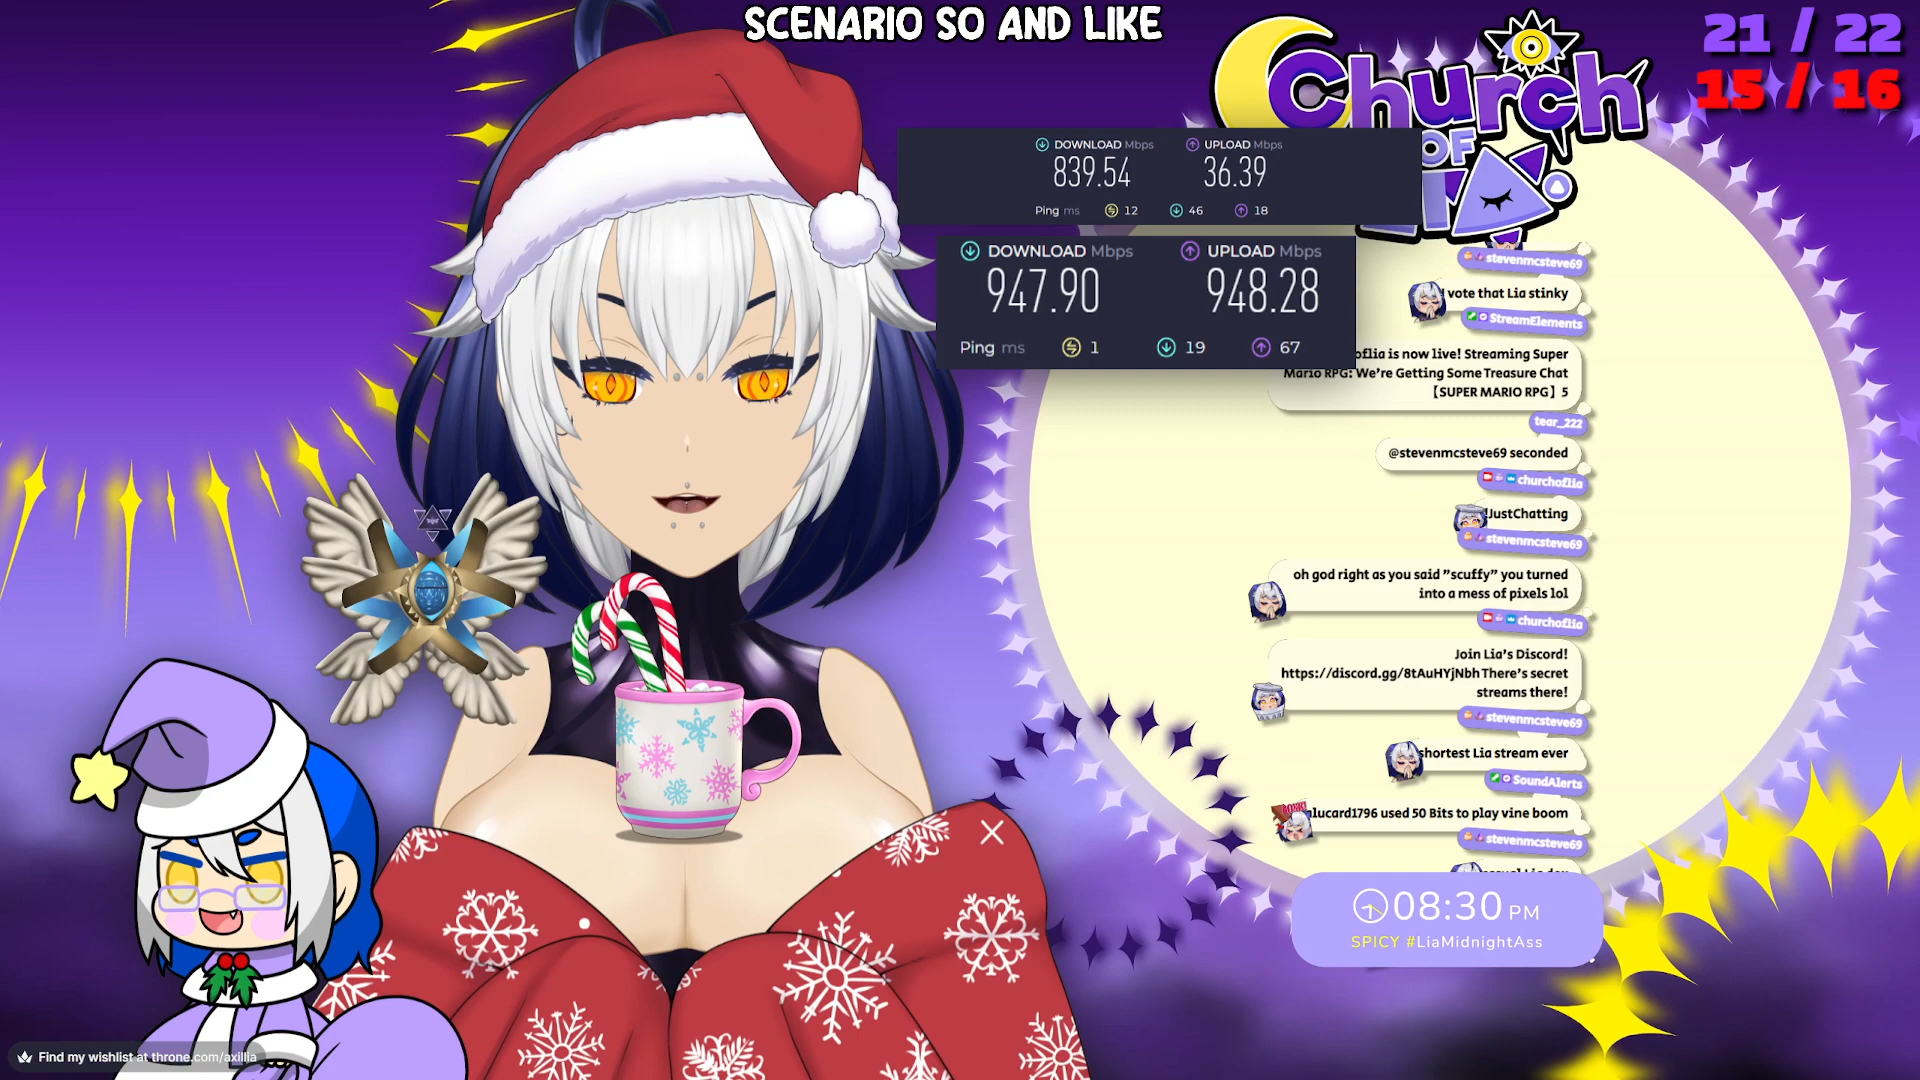 SCENARIO SO AND LIKE
21 / 22
15 / 16
Church
OF
DOWNLOAD Mbps
839.54
UPLOAD Mbps
36.39
Ping ms
12
46
18
DOWNLOAD Mbps
947.90
UPLOAD Mbps
948.28
Ping ms
1
19
67
stevenmcsteve69
vote that Lia stinky
StreamElements
oflia is now live! Streaming Super
Mario RPG: We're Getting Some Treasure Chat
【SUPER MARIO RPG】 5
tear_222
@stevenmcsteve69 seconded
churchoflia
JustChatting
stevenmcsteve69
oh god right as you said "scuffy" you turned
into a mess of pixels lol
churchoflia
Join Lia's Discord!
https://discord.gg/8tAuHYjNbh There's secret
streams there!
stevenmcsteve69
shortest Lia stream ever
SoundAlerts
lucard1796 used 50 Bits to play vine boom
stevenmcsteve69
08:30 PM
SPICY #LiaMidnightAss
Find my wishlist at throne.com/axillia